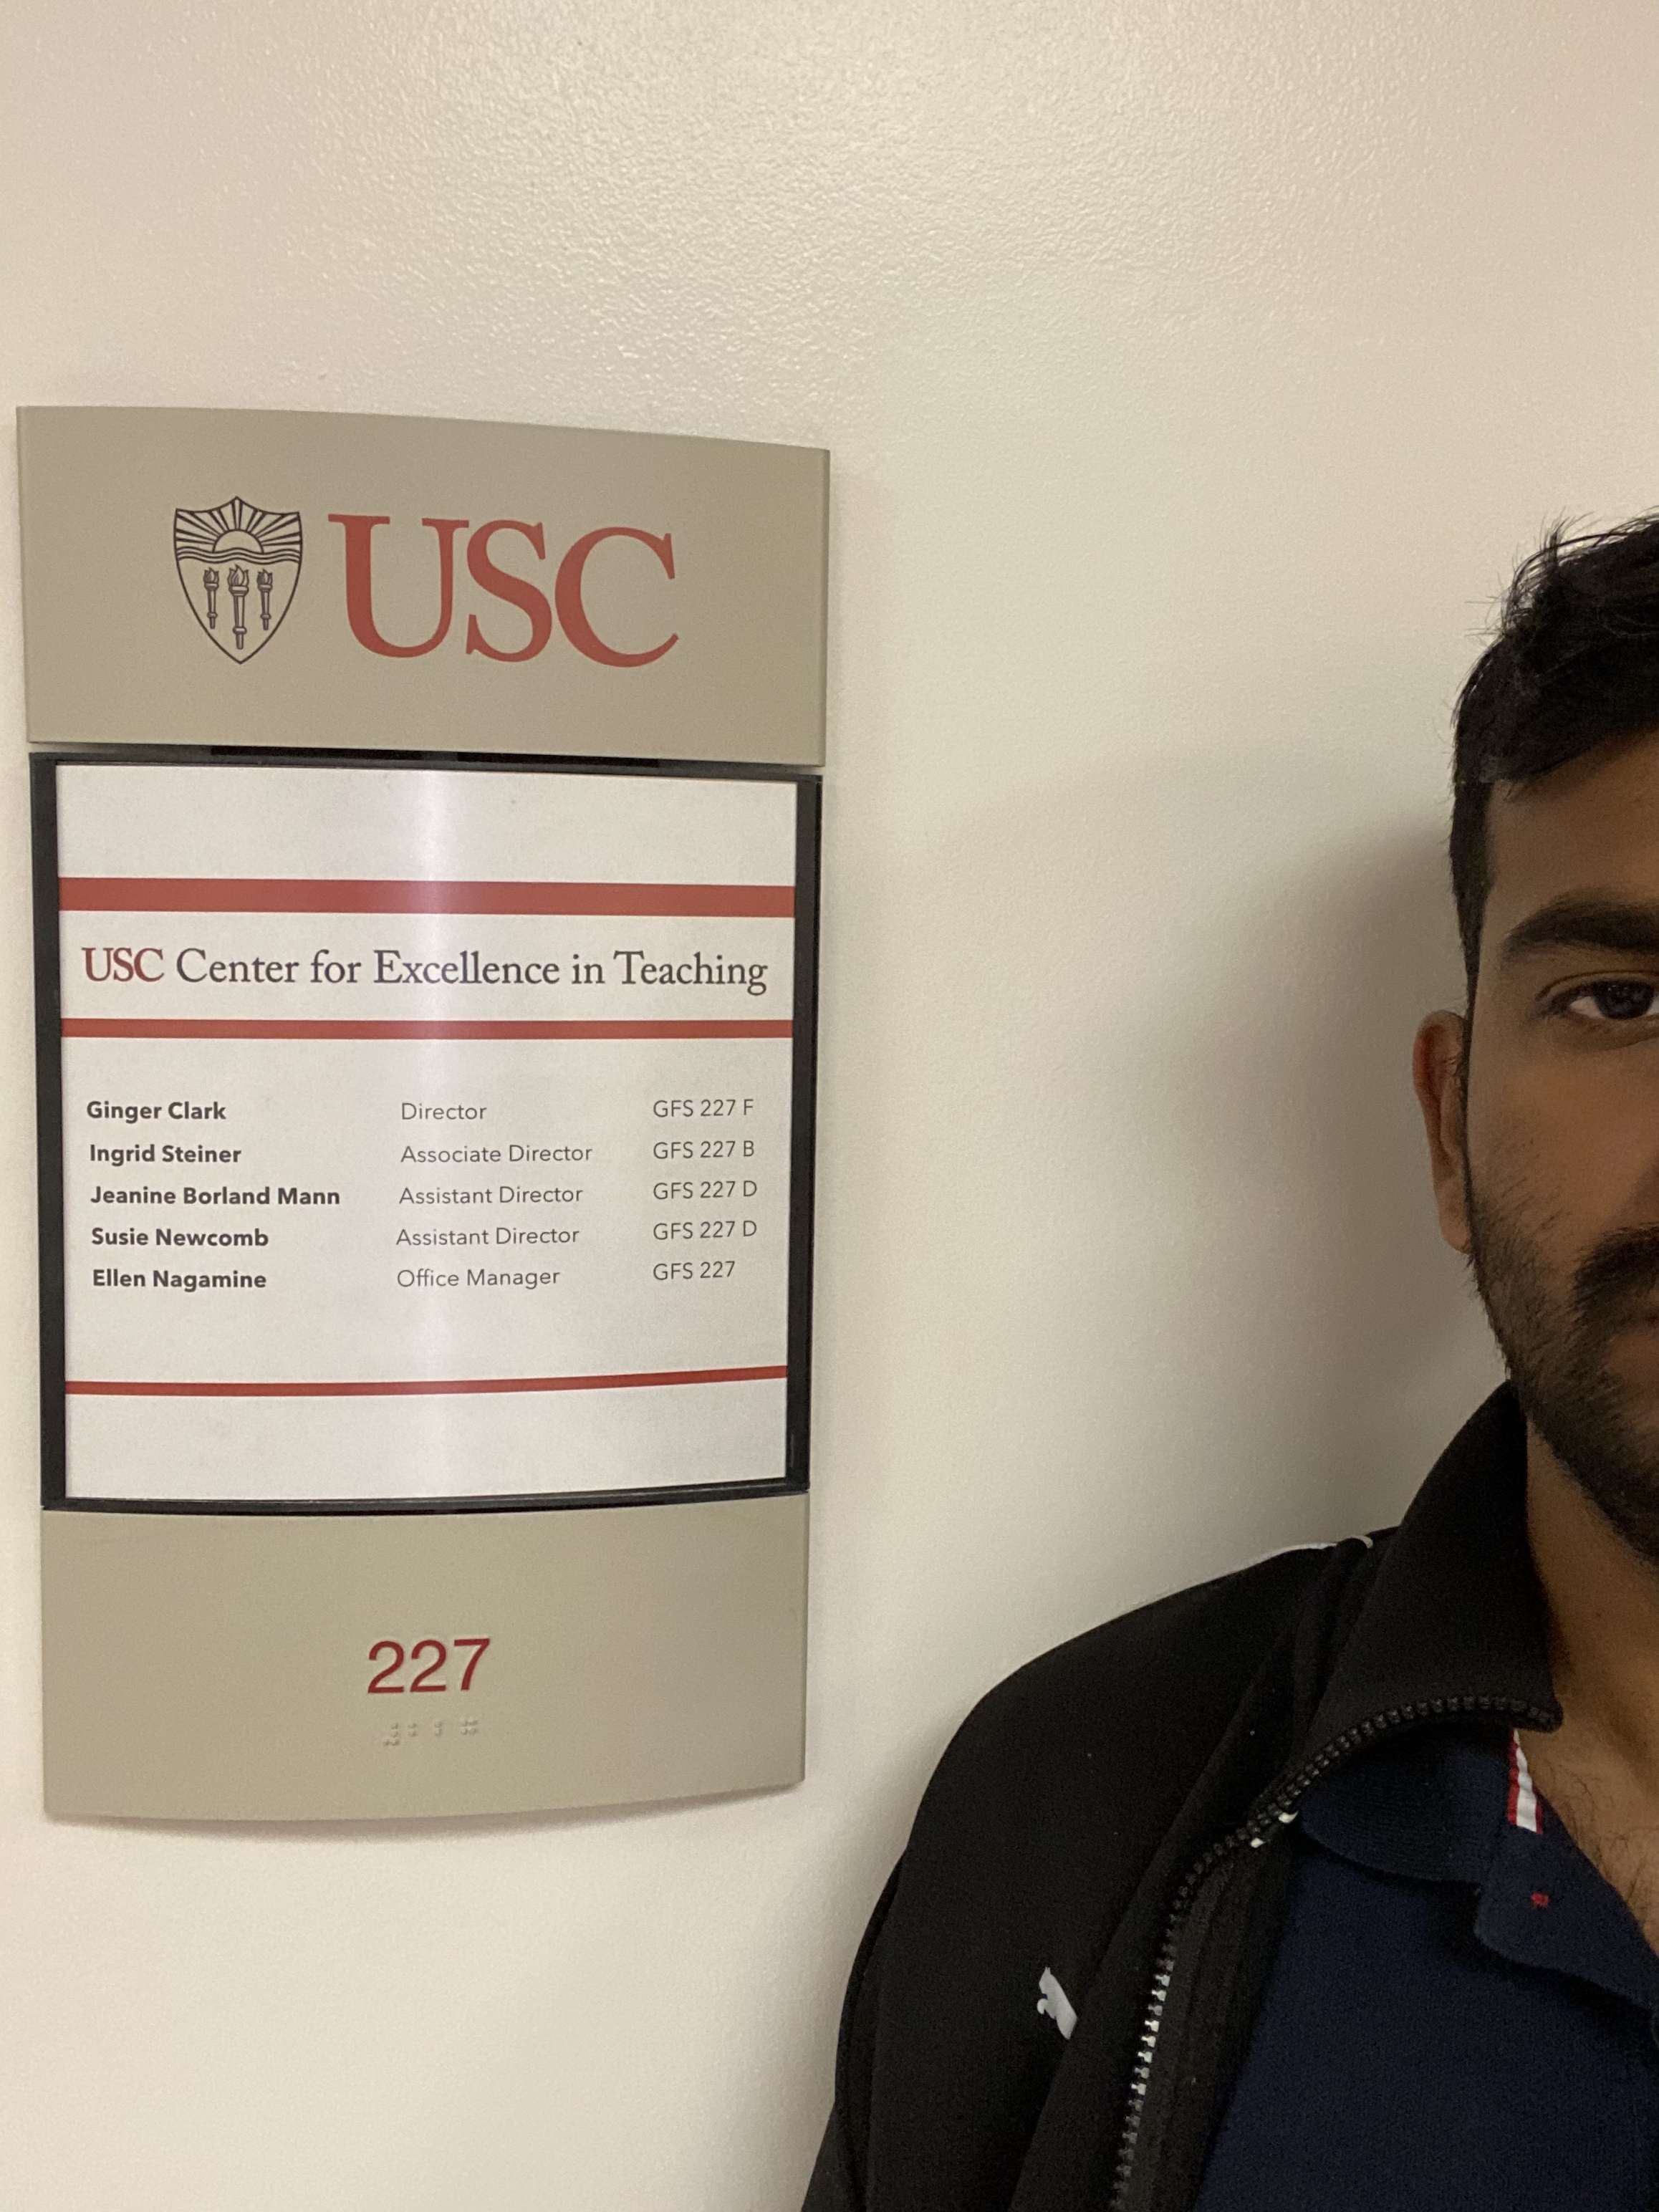 USC
USC Center for Excellence in Teaching
Ginger Clark Director GFS 227 F
Ingrid Steiner Associate Director GFS 227 B
Jeanine Borland Mann Assistant Director GFS 227 D
Susie Newcomb Assistant Director GFS 227 D
Ellen Nagamine Office Manager GFS 227
227